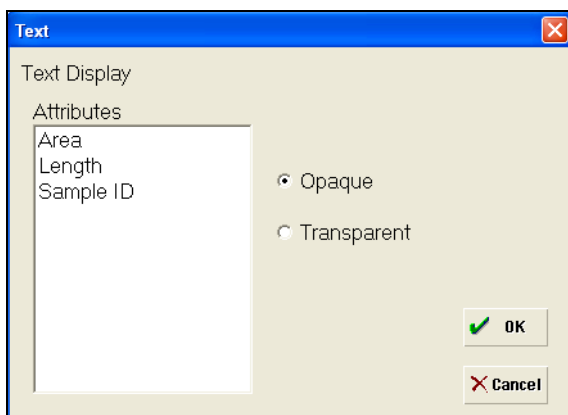 Text
Text Display
Attributes
Area
Length
Sample ID
Opaque
Transparent
OK
Cancel